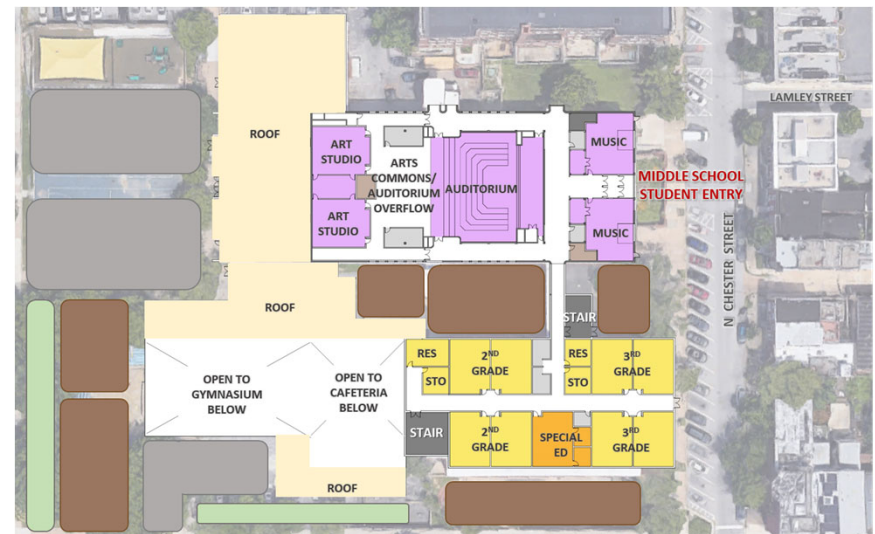 LAMLEY STREET
ROOF
ART
STUDIO
ARTS
COMMONS/
AUDITORIUM
OVERFLOW
AUDITORIUM
MUSIC
MIDDLE SCHOOL
STUDENT ENTRY
ART
STUDIO
MUSIC
N CHESTER STREET
ROOF
STAIR
RES
STO
2ND
GRADE
RES
STO
3RD
GRADE
OPEN TO
GYMNASIUM
BELOW
OPEN TO
CAFETERIA
BELOW
STAIR
2ND
GRADE
SPECIAL
ED
3RD
GRADE
ROOF